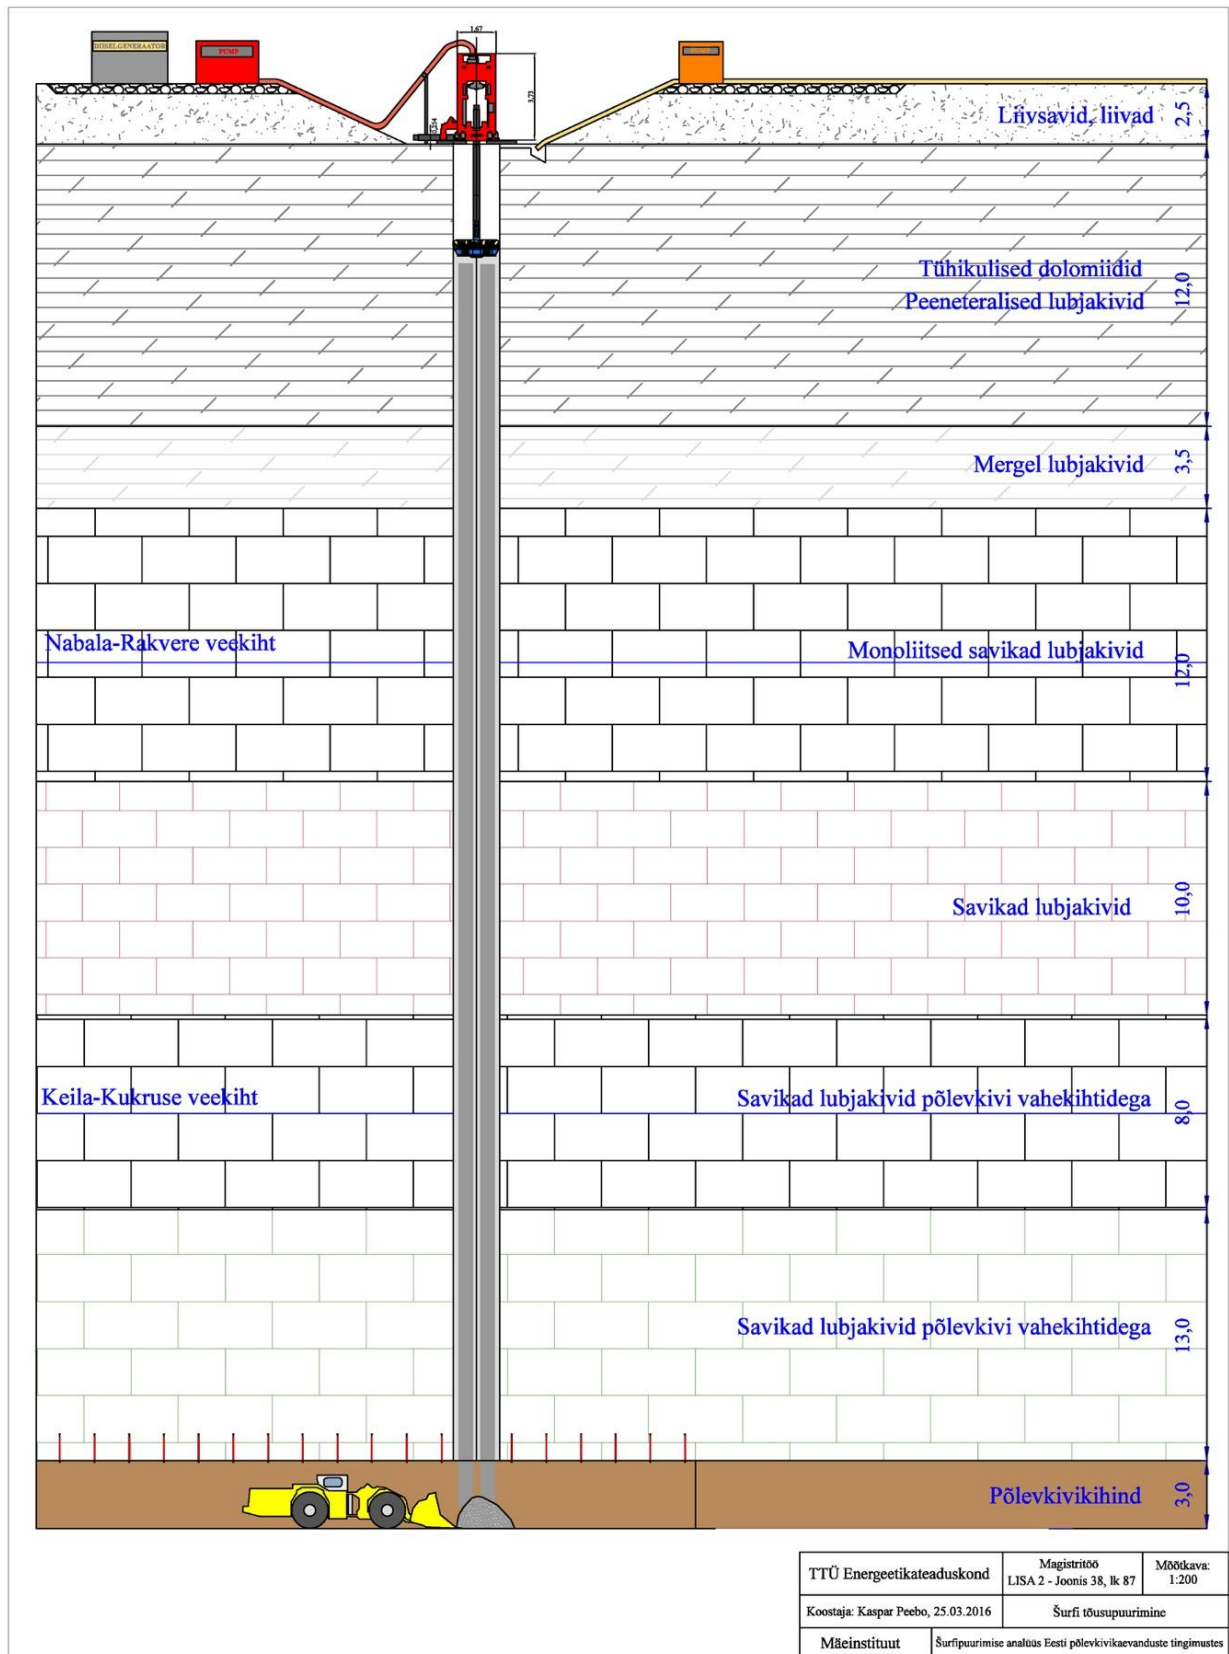 1,67
DIISELGENERAATOR
PUMP
3,73
Liivsavid, liivad
2,5
Tühikulised dolomiidid
Peeneteralised lubjakivid
12,0
Mergel lubjakivid
3,5
Nabala-Rakvere veekiht
Monoliitsed savikad lubjakivid
12,0
Savikad lubjakivid
10,0
Keila-Kukruse veekiht
Savikad lubjakivid põlevkivi vahekihtidega
8,0
Savikad lubjakivid põlevkivi vahekihtidega
13,0
Põlevkivikihind
3,0
TTÜ Energeetikateaduskond
Magistritöö
LISA 2 - Joonis 38, lk 87
Mõõtkava:
1:200
Koostaja: Kaspar Peebo, 25.03.2016
Šurfi tõusupuurimine
Mäeinstituut
Šurfipuurimise analüüs Eesti põlevkivikaevanduste tingimustes